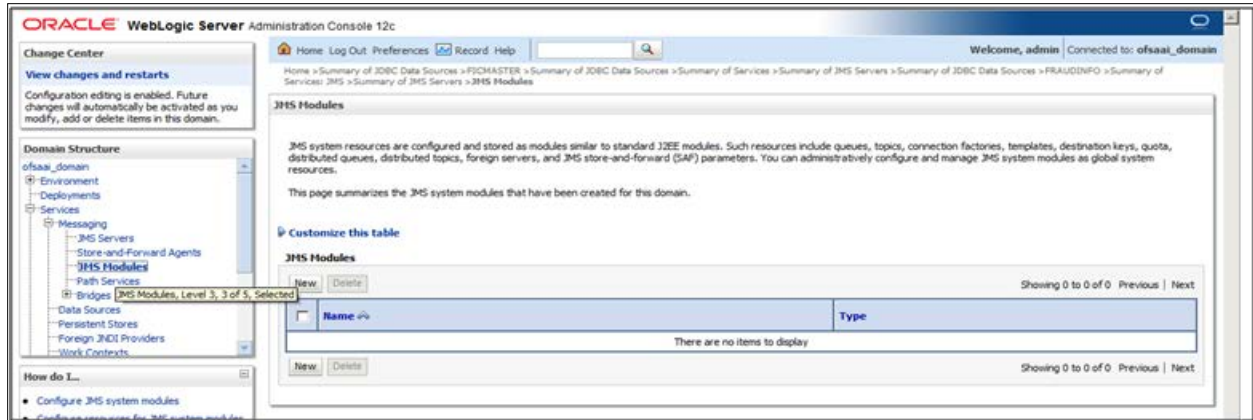 ORACLE WebLogic Server Administration Console 12c
Change Center
View changes and restarts
Configuration editing is enabled. Future
changes will automatically be activated as you
modify, add or delete items in this domain.
Domain Structure
ofsaai_domain
Environment
Deployments
Services
Messaging
JMS Servers
Store-and-Forward Agents
JMS Modules
Path Services
Bridges JMS Modules, Level 3, 3 of 5, Selected
Data Sources
Persistent Stores
Foreign JNDI Providers
Work Contexts
How do I...
Configure JMS system modules
Configure resources for JMS system modules
Home Log Out Preferences Record Help
Welcome, admin Connected to: ofsaai_domain
Home >Summary of JDBC Data Sources >FICMASTER >Summary of JDBC Data Sources >Summary of Services >Summary of JMS Servers >Summary of JDBC Data Sources >FRAUDINFO >Summary of
Services: JMS >Summary of JMS Servers >JMS Modules
JMS Modules
JMS system resources are configured and stored as modules similar to standard J2EE modules. Such resources include queues, topics, connection factories, templates, destination keys, quota,
distributed queues, distributed topics, foreign servers, and JMS store-and-forward (SAF) parameters. You can administratively configure and manage JMS system modules as global system
resources.
This page summarizes the JMS system modules that have been created for this domain.
Customize this table
JMS Modules
New Delete Showing 0 to 0 of 0 Previous | Next
Name Type
There are no items to display
New Delete Showing 0 to 0 of 0 Previous | Next